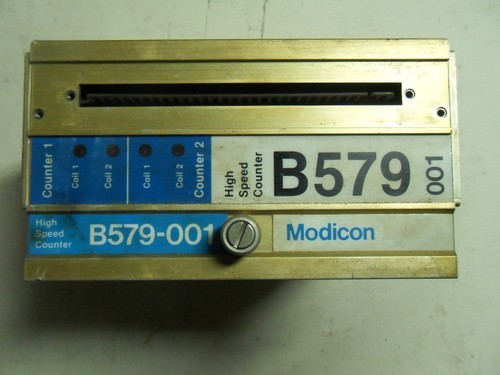 Counter 1
Coil 1
Coil 2
Coil 1
Coil 2
Counter 2
High
Speed
Counter
B579
001
High
Speed
Counter
B579-001
Modicon